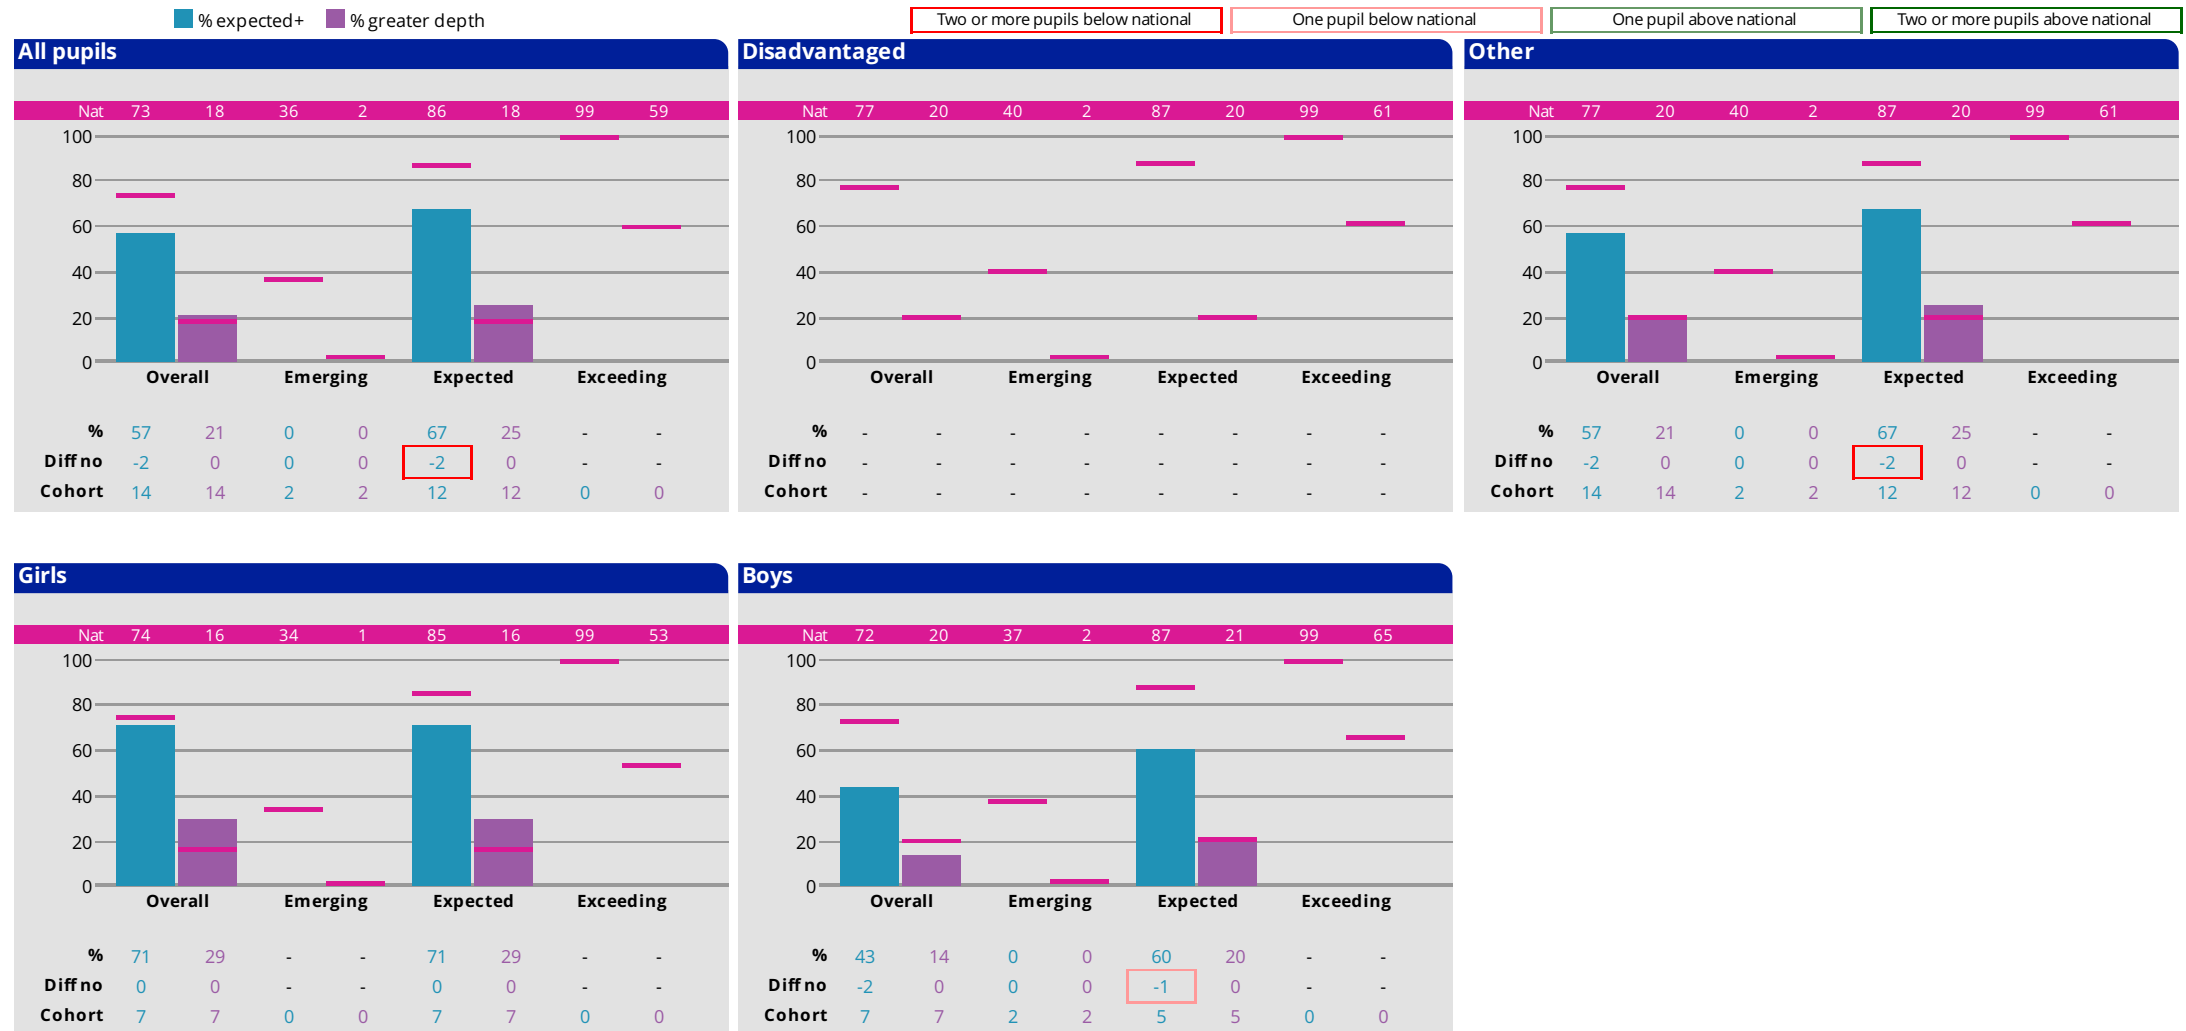 % expected+ % greater depth Two or more pupils below national One pupil below national One pupil above national Two or more pupils above national
All pupils
Nat 73 18 36 2 86 18 99 59
100
80
60
40
20
0
Overall Emerging Expected Exceeding
% 57 21 0 0 67 25 - -
Diff no -2 0 0 0 -2 0 - -
Cohort 14 14 2 2 12 12 0 0
Disadvantaged
Nat 77 20 40 2 87 20 99 61
100
80
60
40
20
0
Overall Emerging Expected Exceeding
% - - - - - - - -
Diff no - - - - - - - -
Cohort - - - - - - - -
Other
Nat 77 20 40 2 87 20 99 61
100
80
60
40
20
0
Overall Emerging Expected Exceeding
% 57 21 0 0 67 25 - -
Diff no -2 0 0 0 -2 0 - -
Cohort 14 14 2 2 12 12 0 0
Girls
Nat 74 16 34 1 85 16 99 53
100
80
60
40
20
0
Overall Emerging Expected Exceeding
% 71 29 - - 71 29 - -
Diff no 0 0 - - 0 0 - -
Cohort 7 7 0 0 7 7 0 0
Boys
Nat 72 20 37 2 87 21 99 65
100
80
60
40
20
0
Overall Emerging Expected Exceeding
% 43 14 0 0 60 20 - -
Diff no -2 0 0 0 -1 0 - -
Cohort 7 7 2 2 5 5 0 0